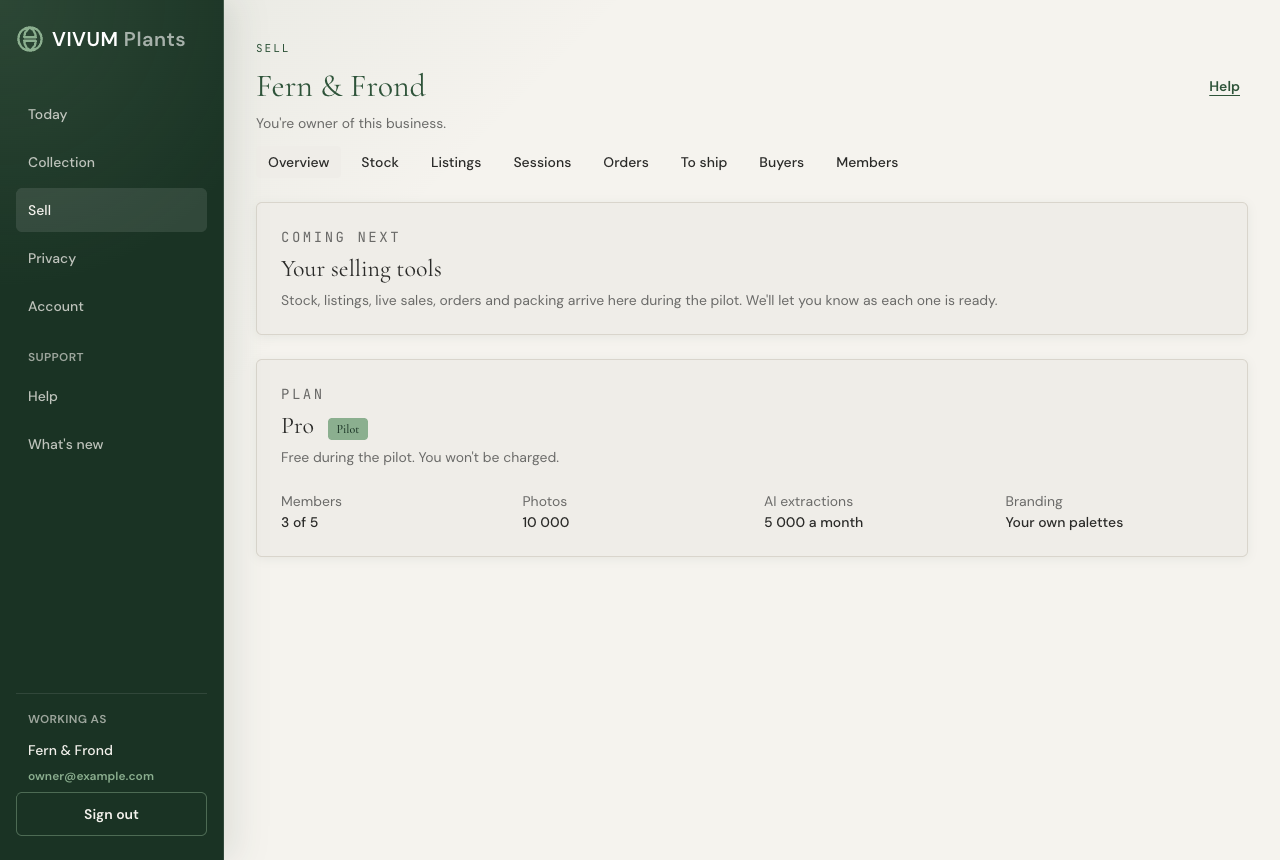 VIVUM Plants
Today
Collection
Sell
Privacy
Account
SUPPORT
Help
What's new
WORKING AS
Fern & Frond
owner@example.com
Sign out
SELL
Fern & Frond
Help
You're owner of this business.
Overview Stock Listings Sessions Orders To ship Buyers Members
COMING NEXT
Your selling tools
Stock, listings, live sales, orders and packing arrive here during the pilot. We'll let you know as each one is ready.
PLAN
Pro Pilot
Free during the pilot. You won't be charged.
Members Photos AI extractions Branding
3 of 5 10 000 5 000 a month Your own palettes